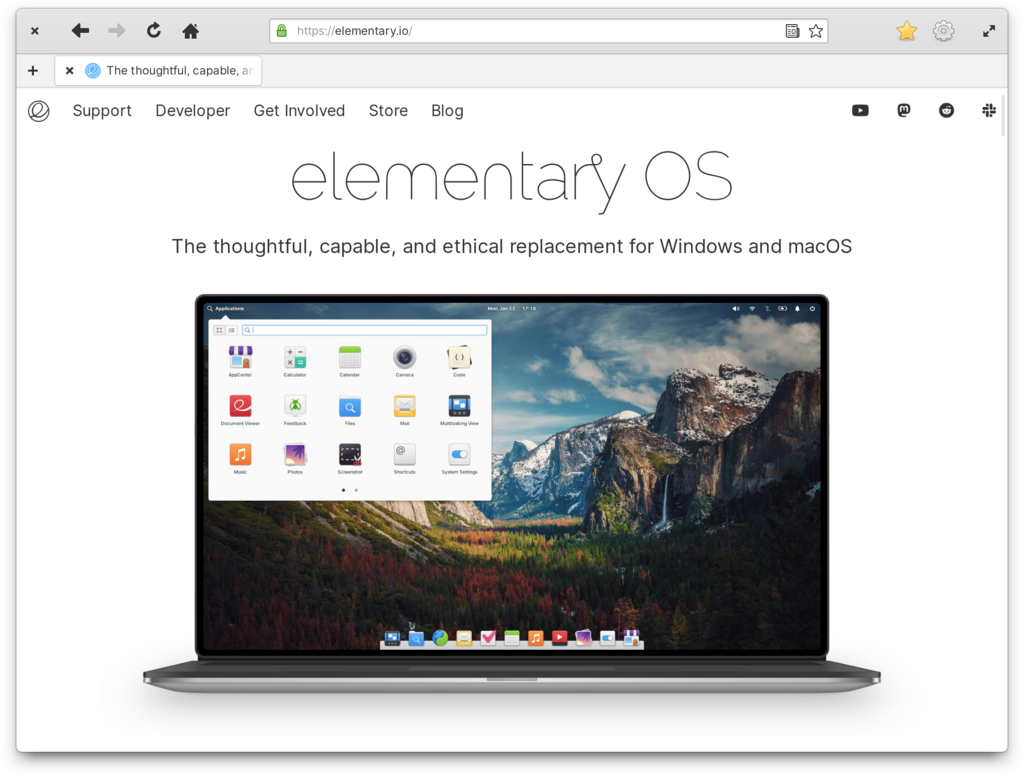 https://elementary.io/
The thoughtful, capable, a
Support Developer Get Involved Store Blog
elementary OS
The thoughtful, capable, and ethical replacement for Windows and macOS
Applications
Mon, Jan 23 17:18
AppCenter Calculator Calendar Camera Code
Document Viewer Feedback Files Mail Multitasking View
Music Photos Screenshot Shortcuts System Settings